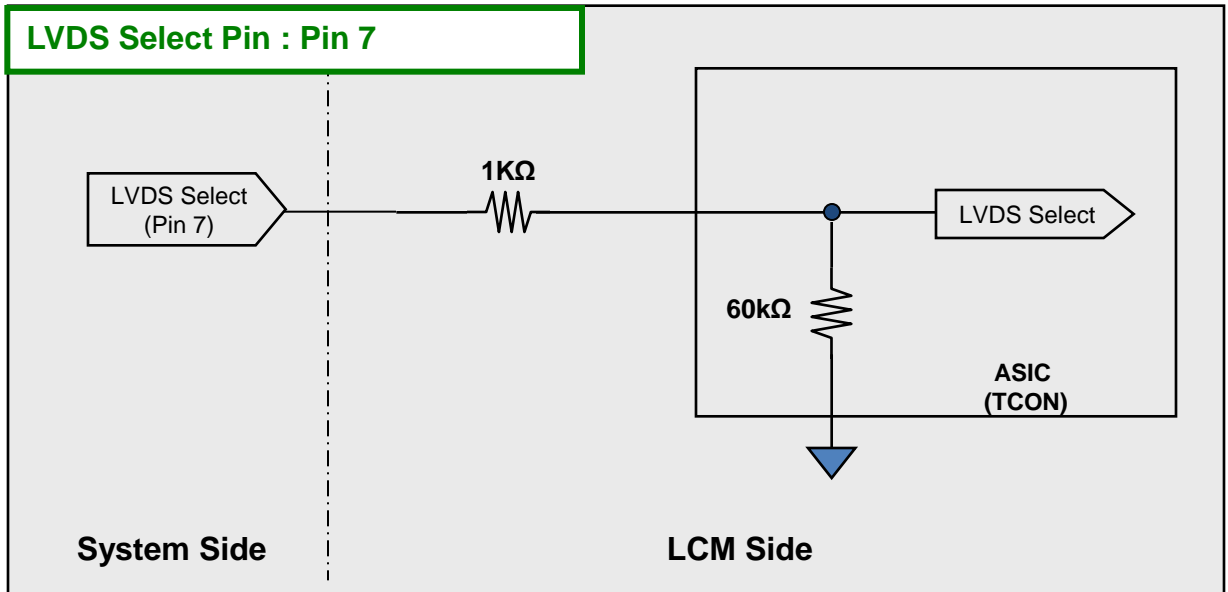 LVDS Select Pin : Pin 7
LVDS Select
(Pin 7)
1KΩ
LVDS Select
60kΩ
ASIC
(TCON)
System Side
LCM Side